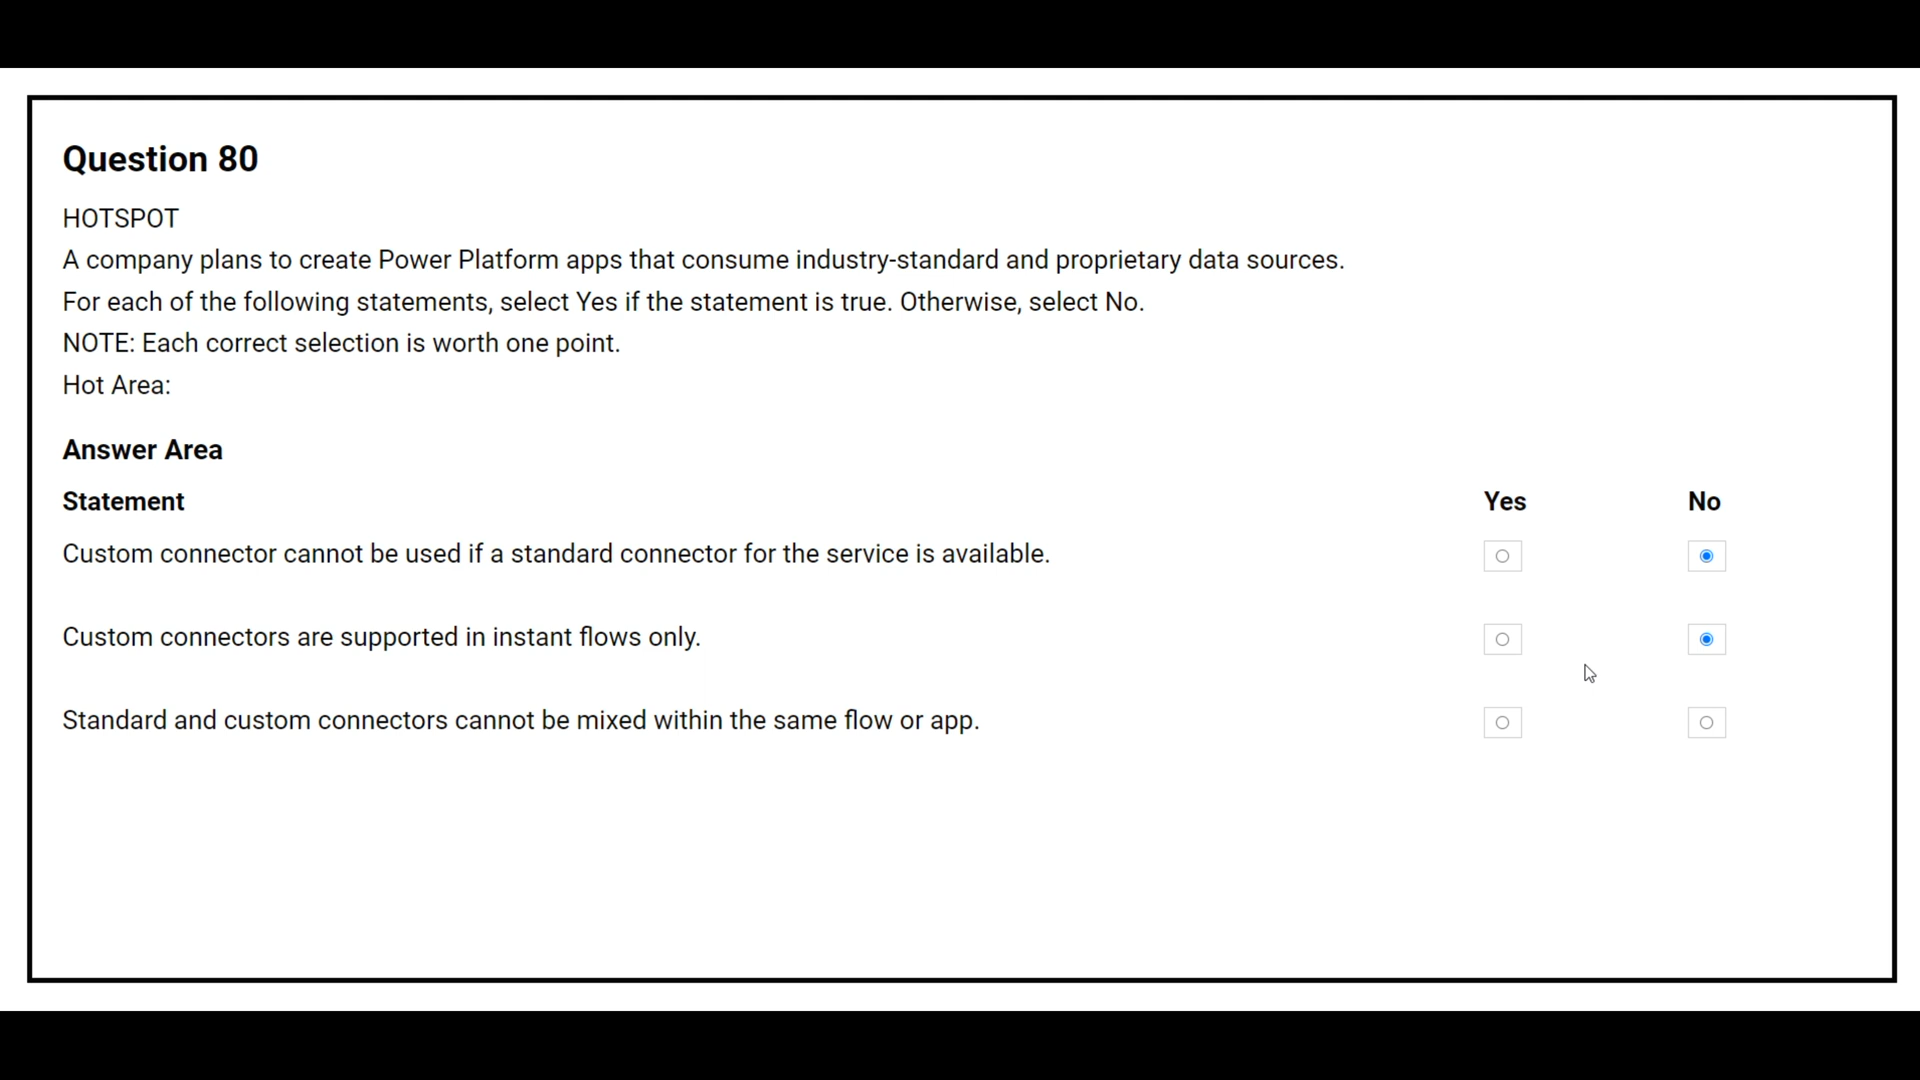 Question 80
HOTSPOT
A company plans to create Power Platform apps that consume industry-standard and proprietary data sources.
For each of the following statements, select Yes if the statement is true. Otherwise, select No.
NOTE: Each correct selection is worth one point.
Hot Area:
Answer Area
Statement Yes No
Custom connector cannot be used if a standard connector for the service is available.
Custom connectors are supported in instant flows only.
Standard and custom connectors cannot be mixed within the same flow or app.